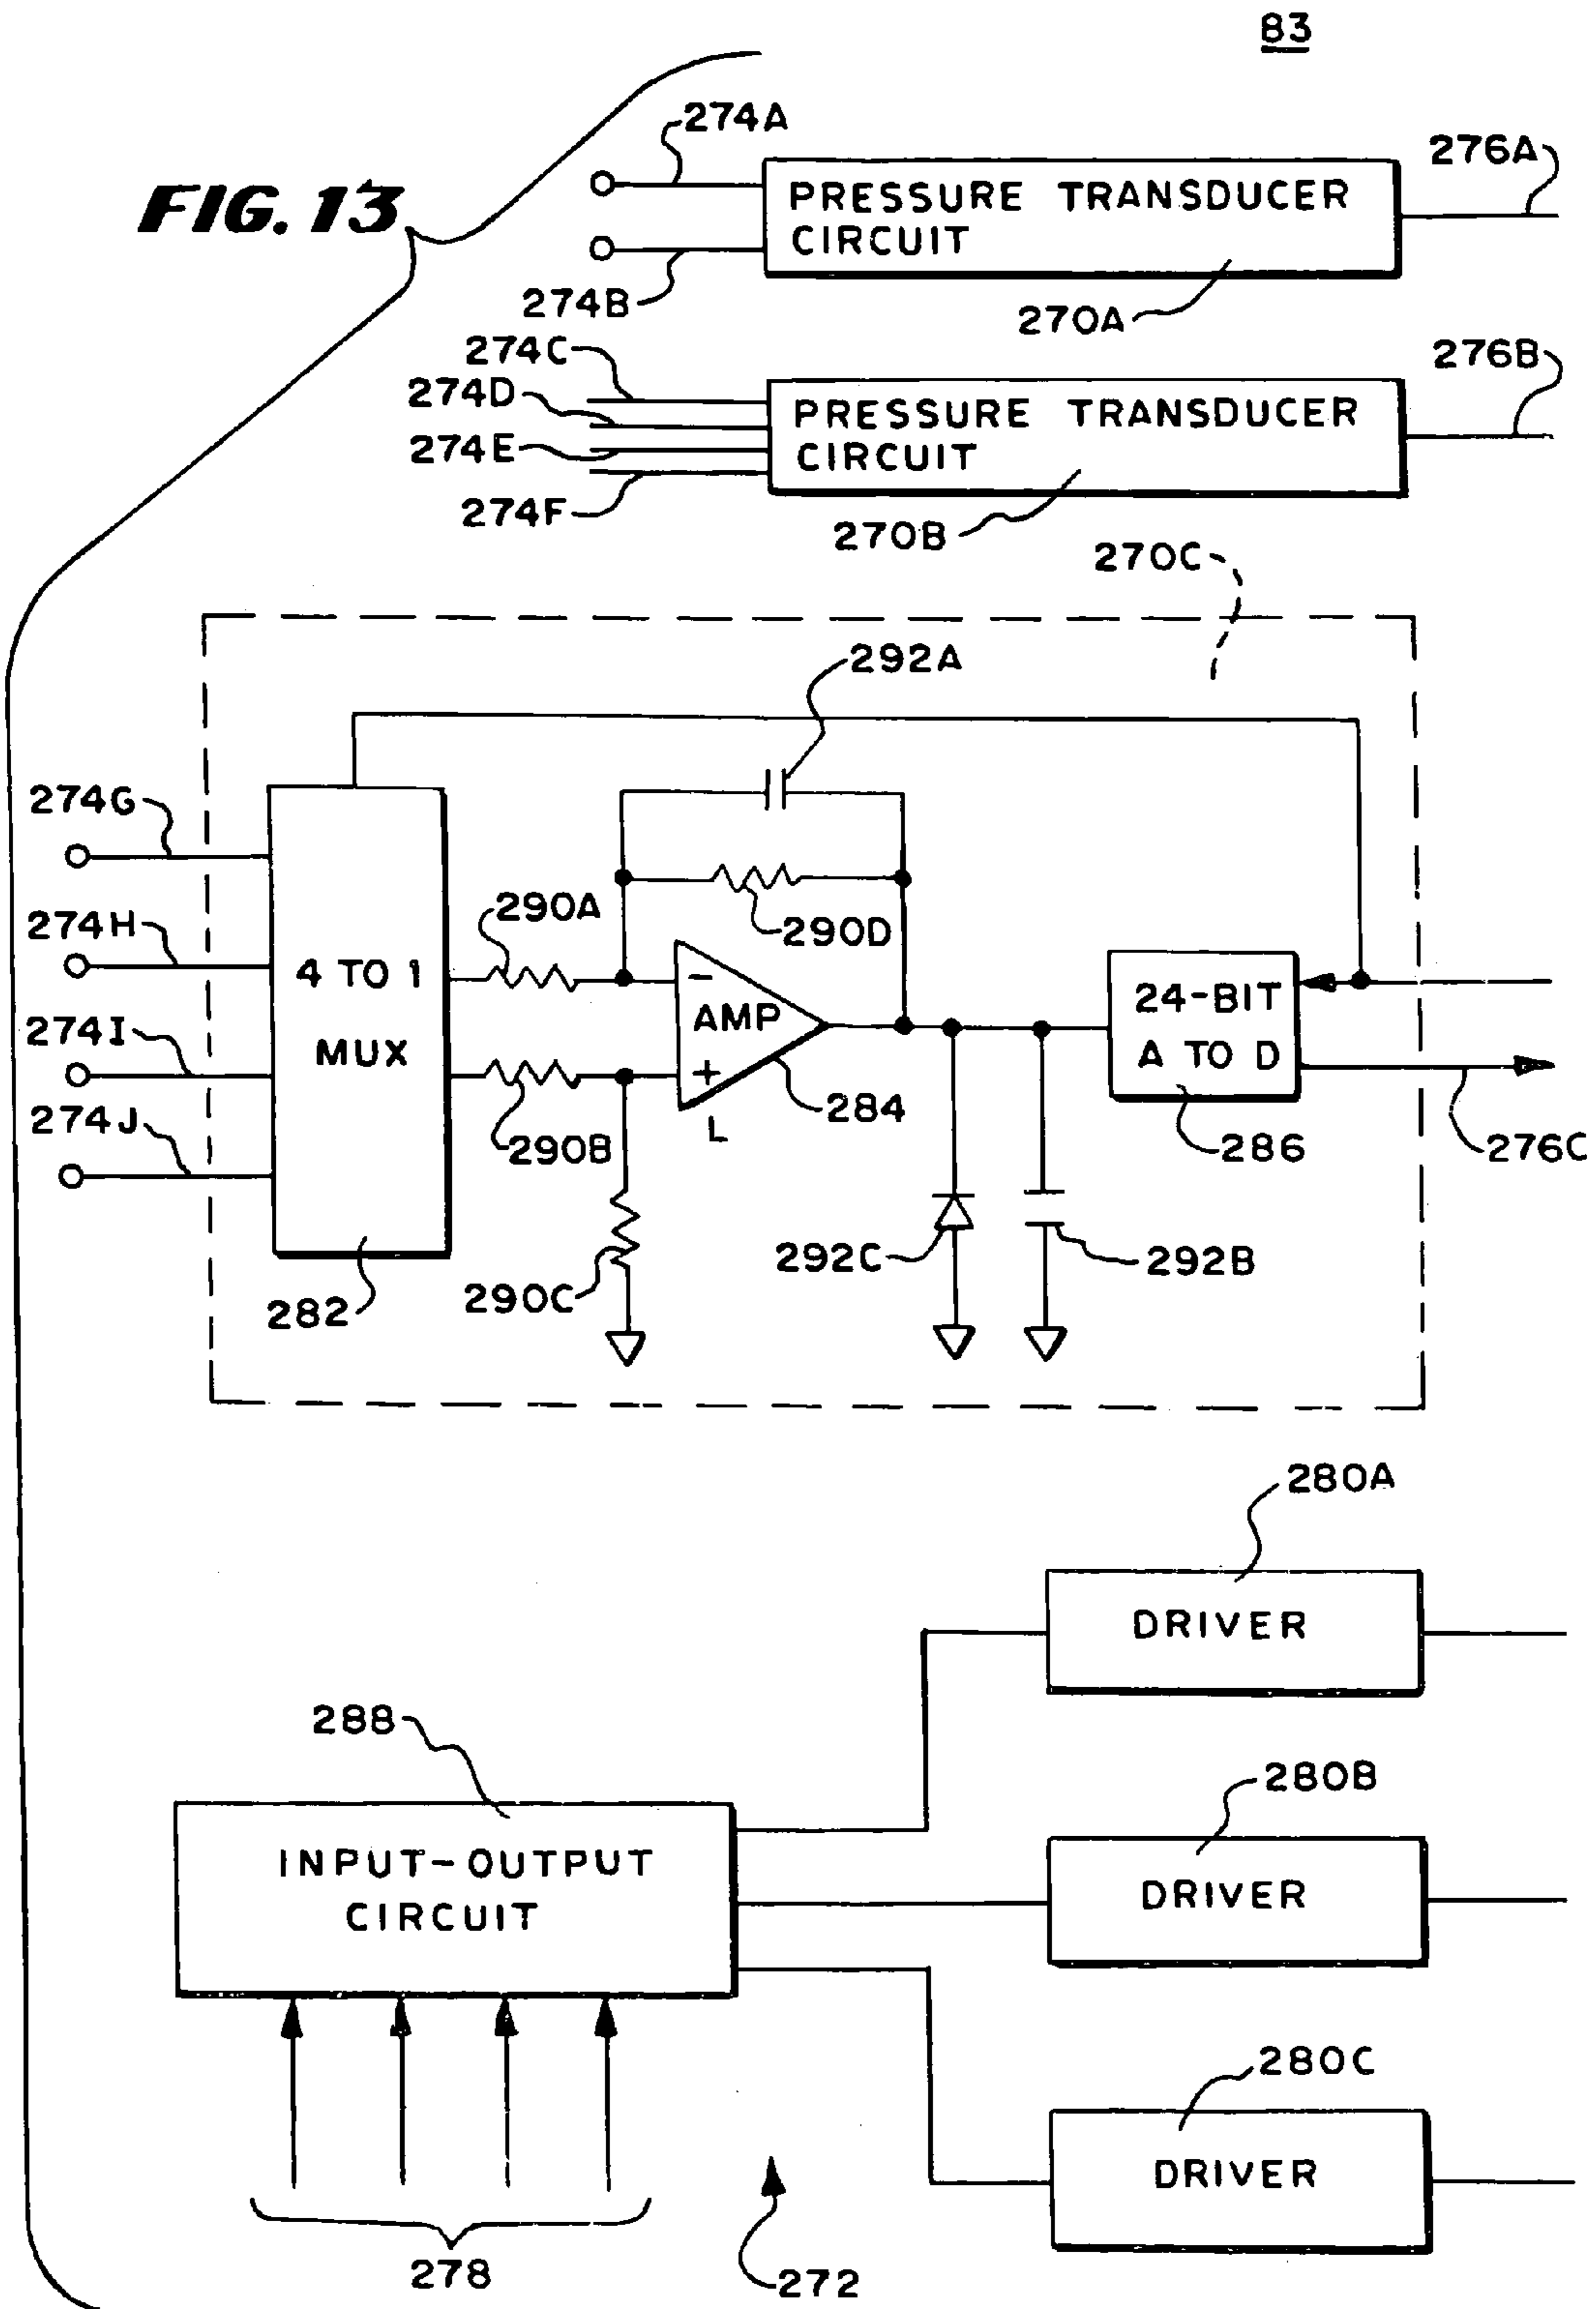 83
FIG. 13
274A
276A
PRESSURE TRANSDUCER
CIRCUIT
274B
270A
274C
276B
274D
PRESSURE TRANSDUCER
CIRCUIT
274E
274F
270B
270C
292A
274G
290A
290D
274H
4 TO 1
MUX
-
AMP
+
L
24-BIT
A TO D
274I
284
274J
290B
286
276C
292C
292B
290C
282
280A
DRIVER
288
280B
INPUT-OUTPUT
CIRCUIT
DRIVER
280C
DRIVER
278
272